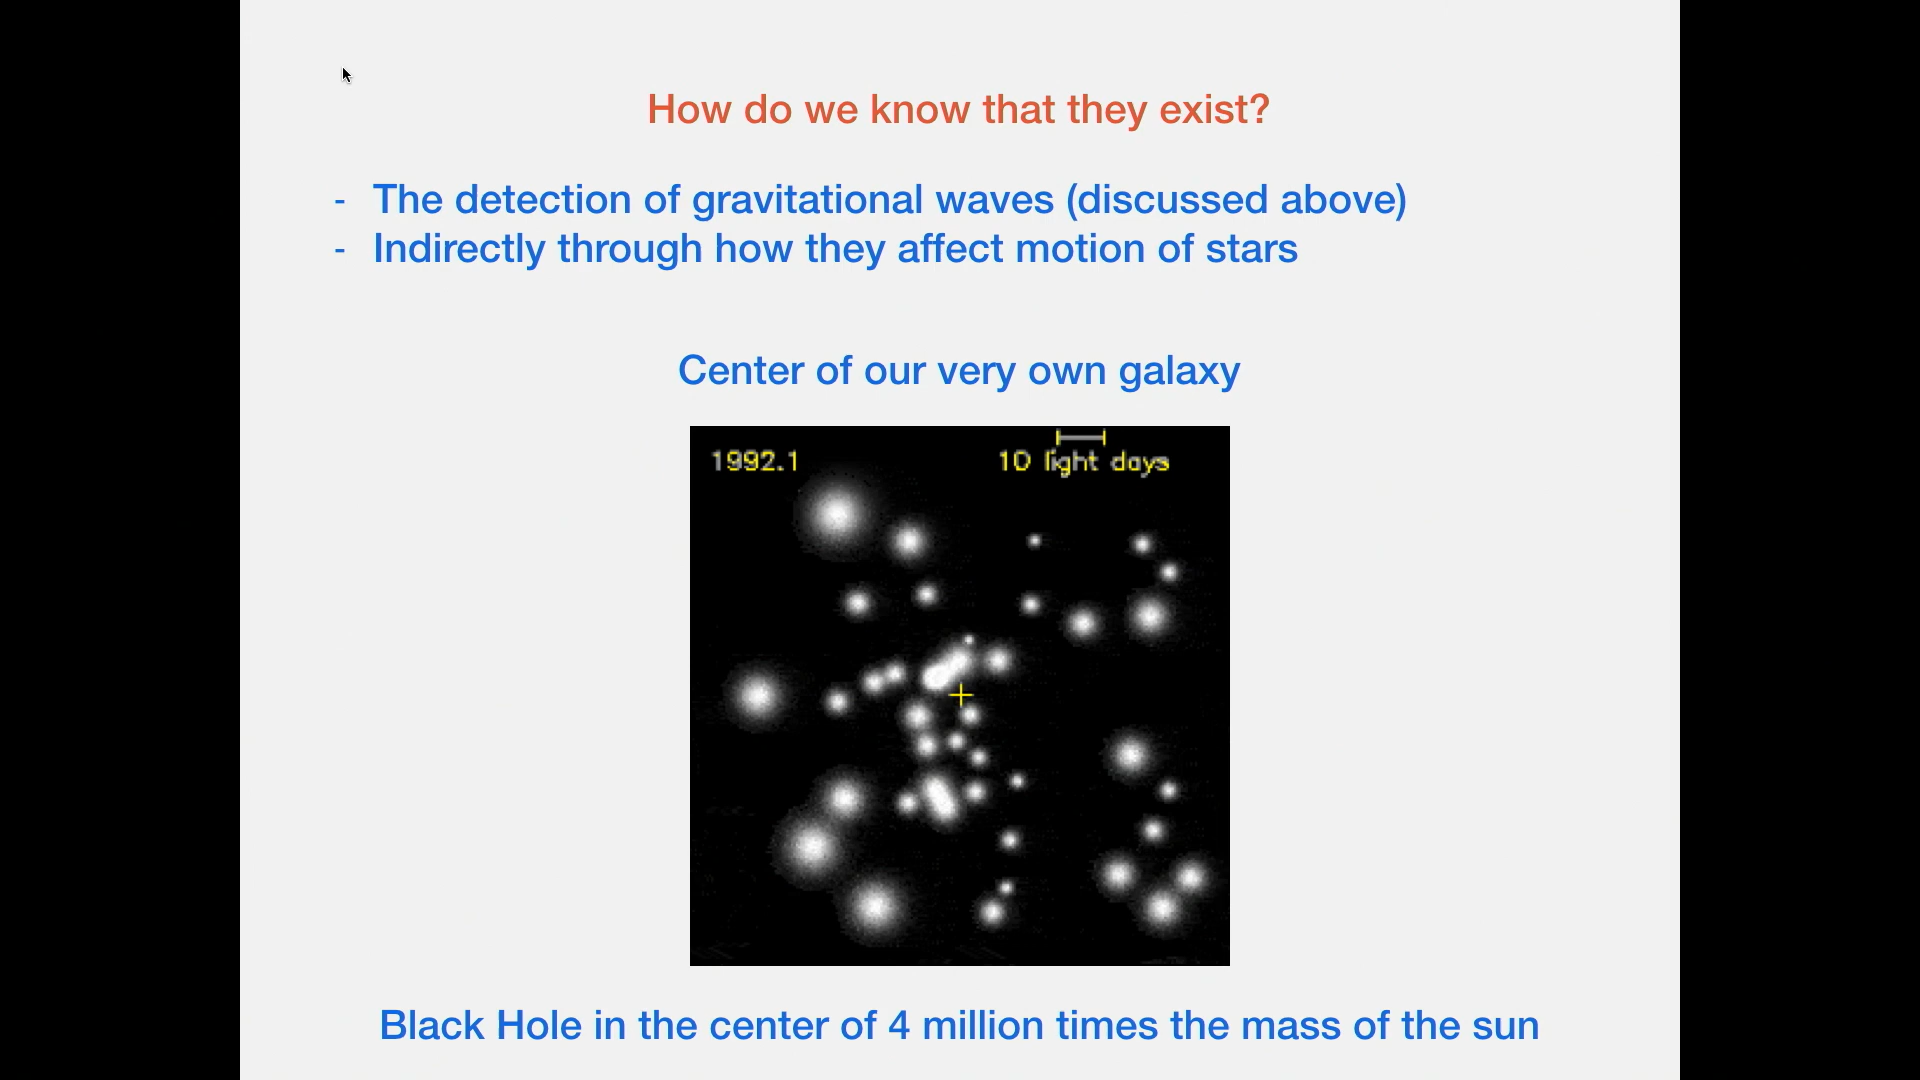 How do we know that they exist?
- The detection of gravitational waves (discussed above)
- Indirectly through how they affect motion of stars
Center of our very own galaxy
1992.1
10 light days
Black Hole in the center of 4 million times the mass of the sun